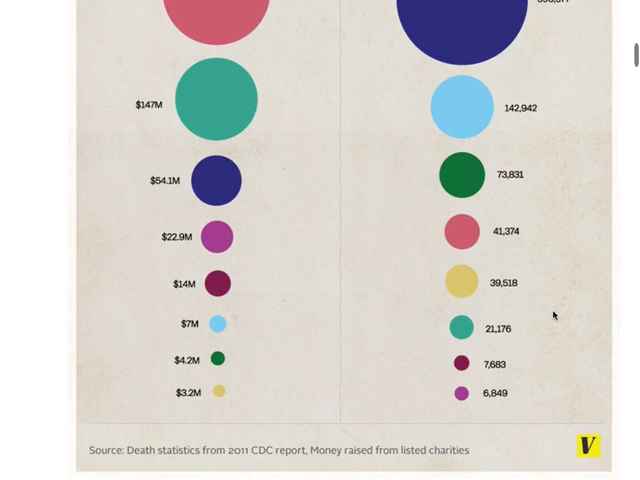 $147M
142,942
$54.1M
73,831
$22.9M
41,374
$14M
39,518
$7M
21,176
$4.2M
7,683
$3.2M
6,849
Source: Death statistics from 2011 CDC report, Money raised from listed charities
V